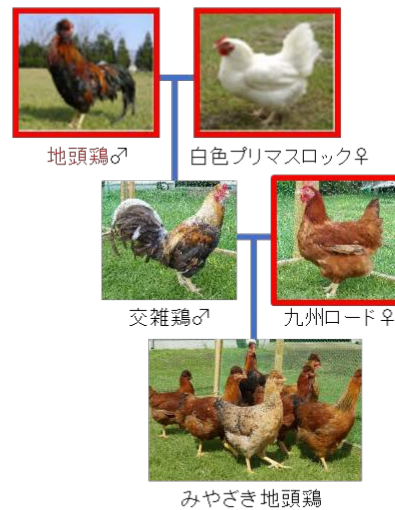 地頭鶏♂
白色プリマスロック♀
交雑鶏♂
九州ロード♀
みやざき地頭鶏